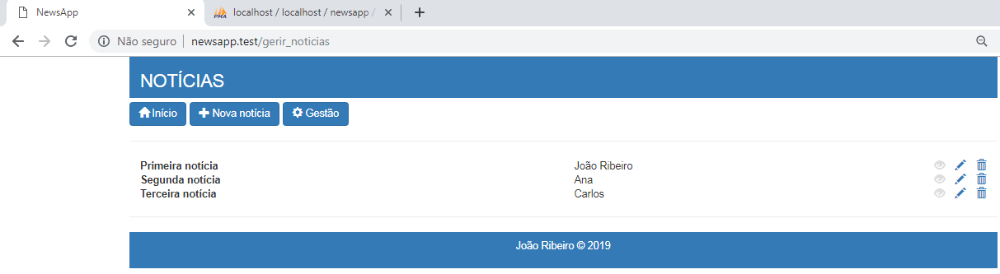 NewsApp
PMA localhost / localhost / newsapp /
Não seguro | newsapp.test/gerir_noticias
NOTÍCIAS
Início Nova notícia Gestão
Primeira notícia João Ribeiro
Segunda notícia Ana
Terceira notícia Carlos
João Ribeiro © 2019